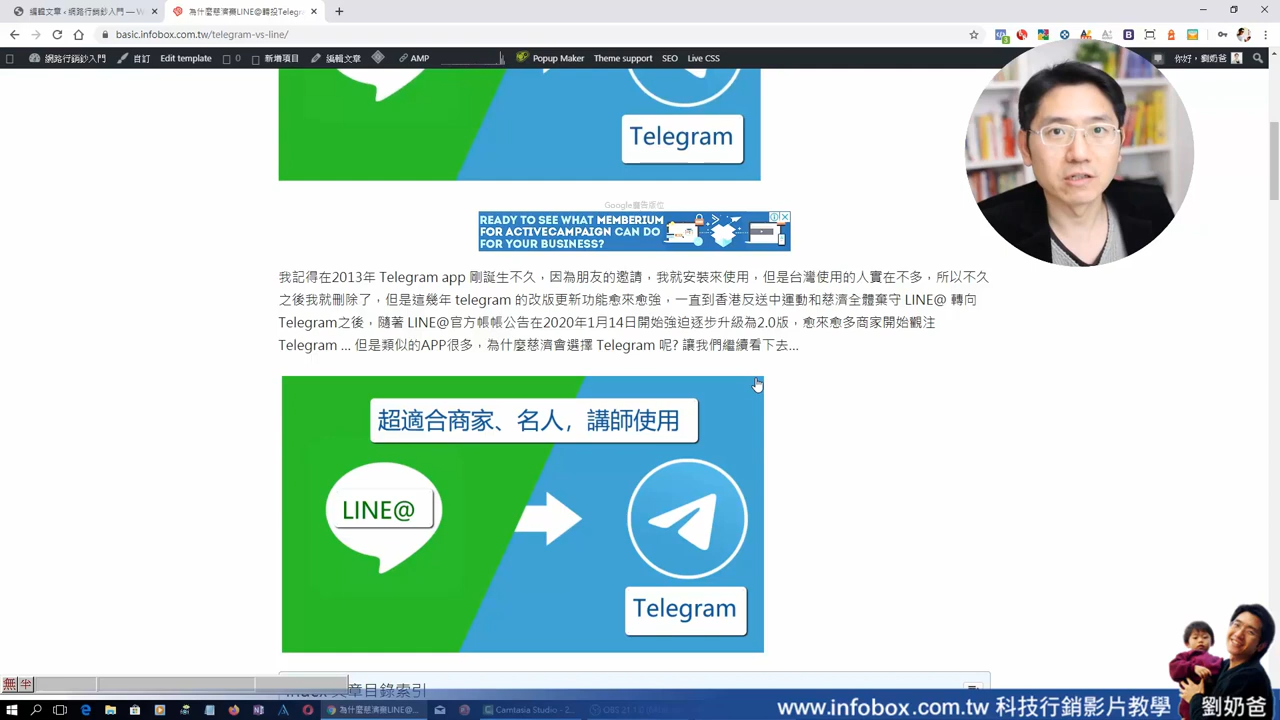 編輯文章 ‹ 網路行銷鈔入門 — W
為什麼慈濟棄LINE@轉投Telegr
basic.infobox.com.tw/telegram-vs-line/
網路行銷鈔入門 自訂 Edit template 0 新增項目 編輯文章 AMP Popup Maker Theme support SEO Live CSS 你好，劉奶爸
Telegram
Google廣告版位
READY TO SEE WHAT MEMBERIUM
FOR ACTIVECAMPAIGN CAN DO
FOR YOUR BUSINESS?
我記得在2013年 Telegram app 剛誕生不久，因為朋友的邀請，我就安裝來使用，但是台灣使用的人實在不多，所以不久
之後我就刪除了，但是這幾年 telegram 的改版更新功能愈來愈強，一直到香港反送中運動和慈濟全體棄守 LINE@ 轉向
Telegram之後，隨著 LINE@官方帳帳公告在2020年1月14日開始強迫逐步升級為2.0版，愈來愈多商家開始觀注
Telegram ... 但是類似的APP很多，為什麼慈濟會選擇 Telegram 呢? 讓我們繼續看下去...
超適合商家、名人，講師使用
LINE@
Telegram
Index 文章目錄索引
無 半
為什麼慈濟棄LINE@...
Camtasia Studio - 2...
www.infobox.com.tw 科技行銷影片教學 劉奶爸